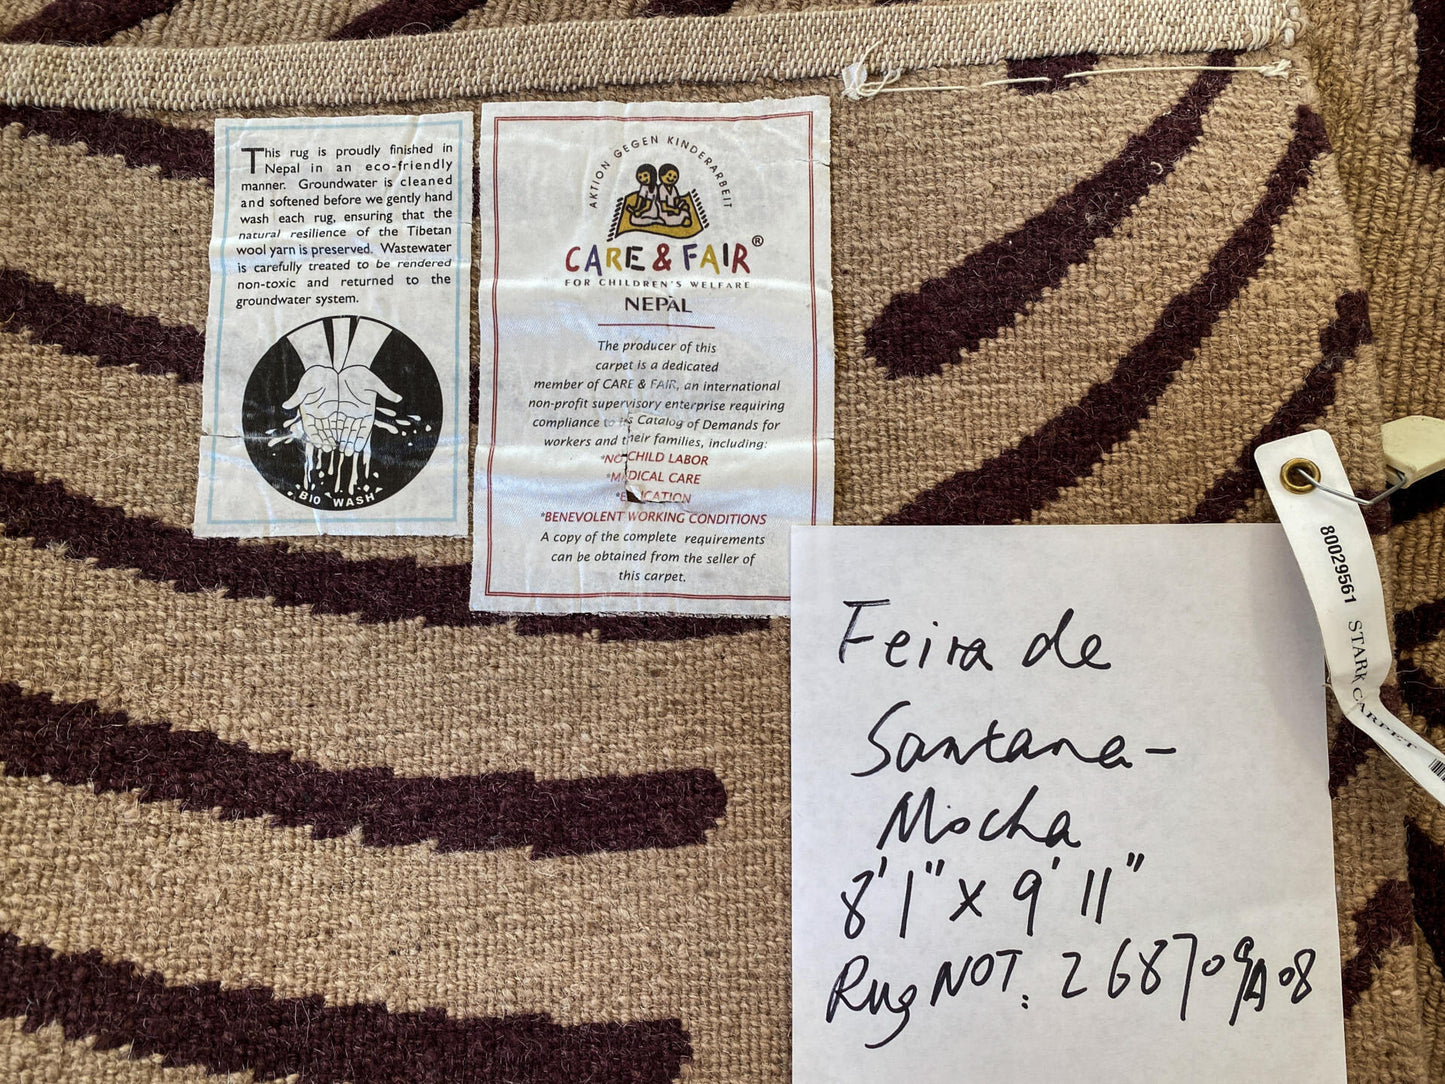 This rug is proudly finished in
Nepal in an eco-friendly
manner. Groundwater is cleaned
and softened before we gently hand
wash each rug, ensuring that the
natural resilience of the Tibetan
wool yarn is preserved. Wastewater
is carefully treated to be rendered
non-toxic and returned to the
groundwater system.
BIO WASH
AKTION GEGEN KINDERARBEIT
CARE & FAIR®
FOR CHILDREN'S WELFARE
NEPAL
The producer of this
carpet is a dedicated
member of CARE & FAIR, an international
non-profit supervisory enterprise requiring
compliance to its Catalog of Demands for
workers and their families, including:
*NO CHILD LABOR
*MEDICAL CARE
*EDUCATION
*BENEVOLENT WORKING CONDITIONS
A copy of the complete requirements
can be obtained from the seller of
this carpet.
80029561 STARK CARPET
Feira de
Santana-
Mocha
8'1" x 9'11"
Rug NOT: 268709A08